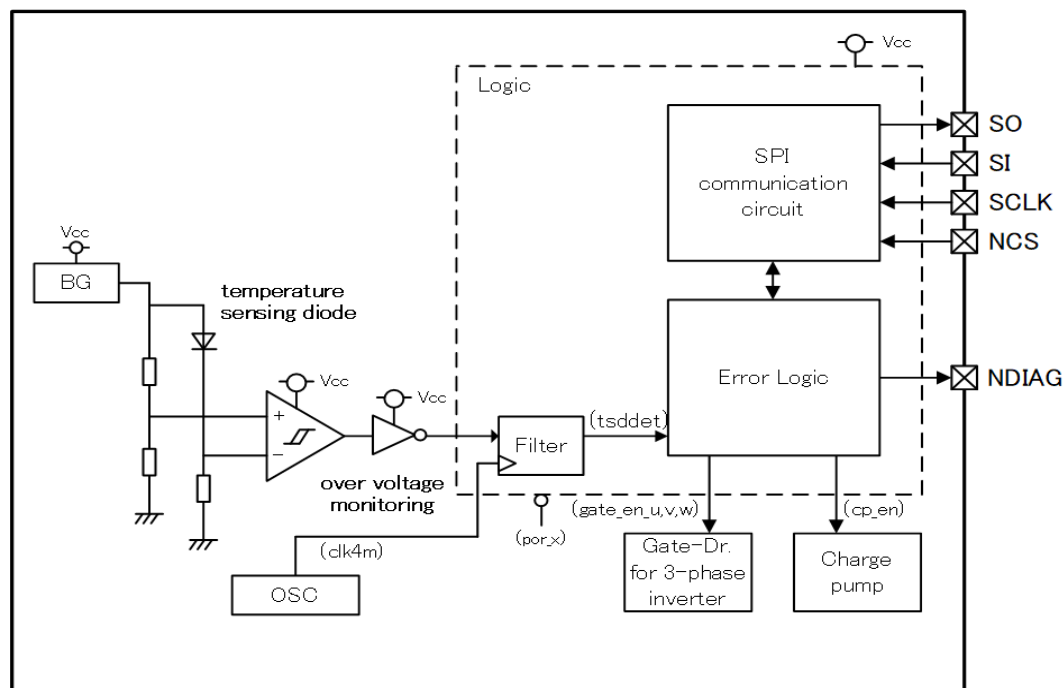 Vcc
Logic
SO
SPI
communication
circuit
SI
SCLK
NCS
Vcc
BG
temperature
sensing diode
Vcc
Vcc
+
−
Error Logic
NDIAG
(tsddet)
Filter
over voltage
monitoring
(gate_en_u,v,w)
(cp_en)
(por_x)
(clk4m)
OSC
Gate-Dr.
for 3-phase
inverter
Charge
pump